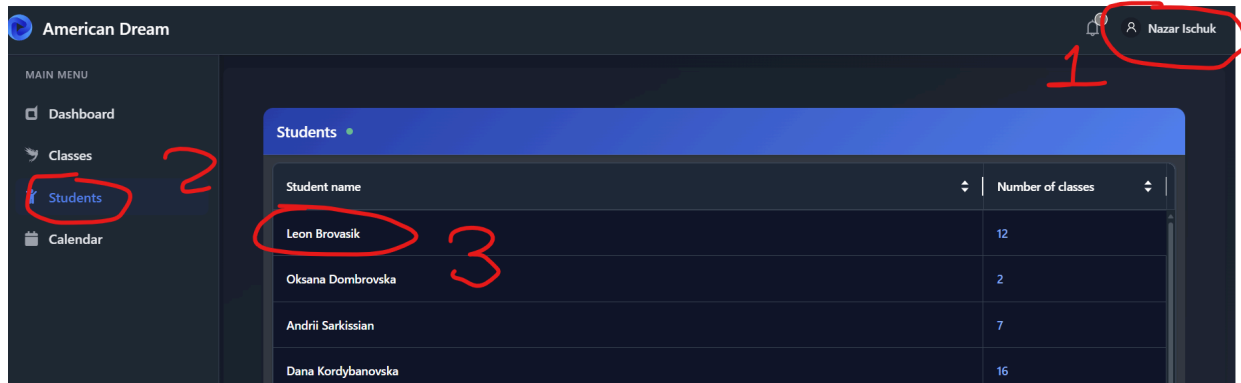 American Dream
Nazar Ischuk
1
MAIN MENU
Dashboard
Classes
2
Students
Calendar
Students
Student name Number of classes
Leon Brovasik 12
3
Oksana Dombrovska 2
Andrii Sarkissian 7
Dana Kordybanovska 16